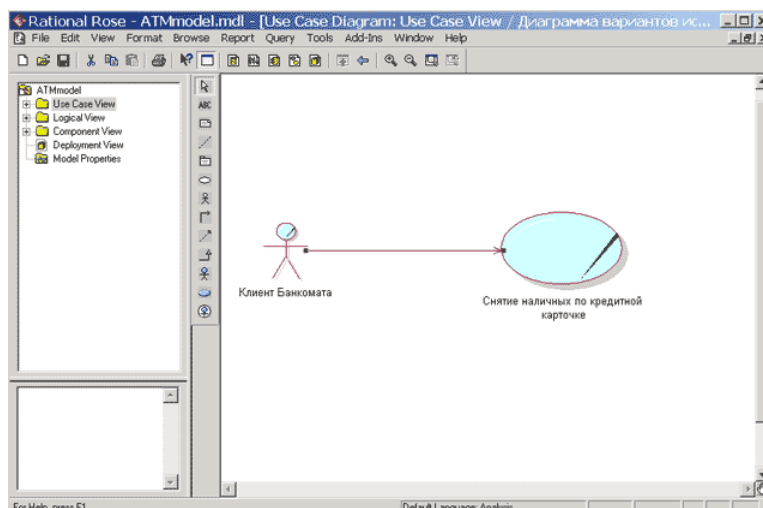 Rational Rose - ATMmodel.mdl - [Use Case Diagram: Use Case View / Диаграмма вариантов ис...
File Edit View Format Browse Report Query Tools Add-Ins Window Help
ATMmodel
Use Case View
Logical View
Component View
Deployment View
Model Properties
ABC
Клиент Банкомата
Снятие наличных по кредитной
карточке
For Help, press F1
Default Language: Analysis